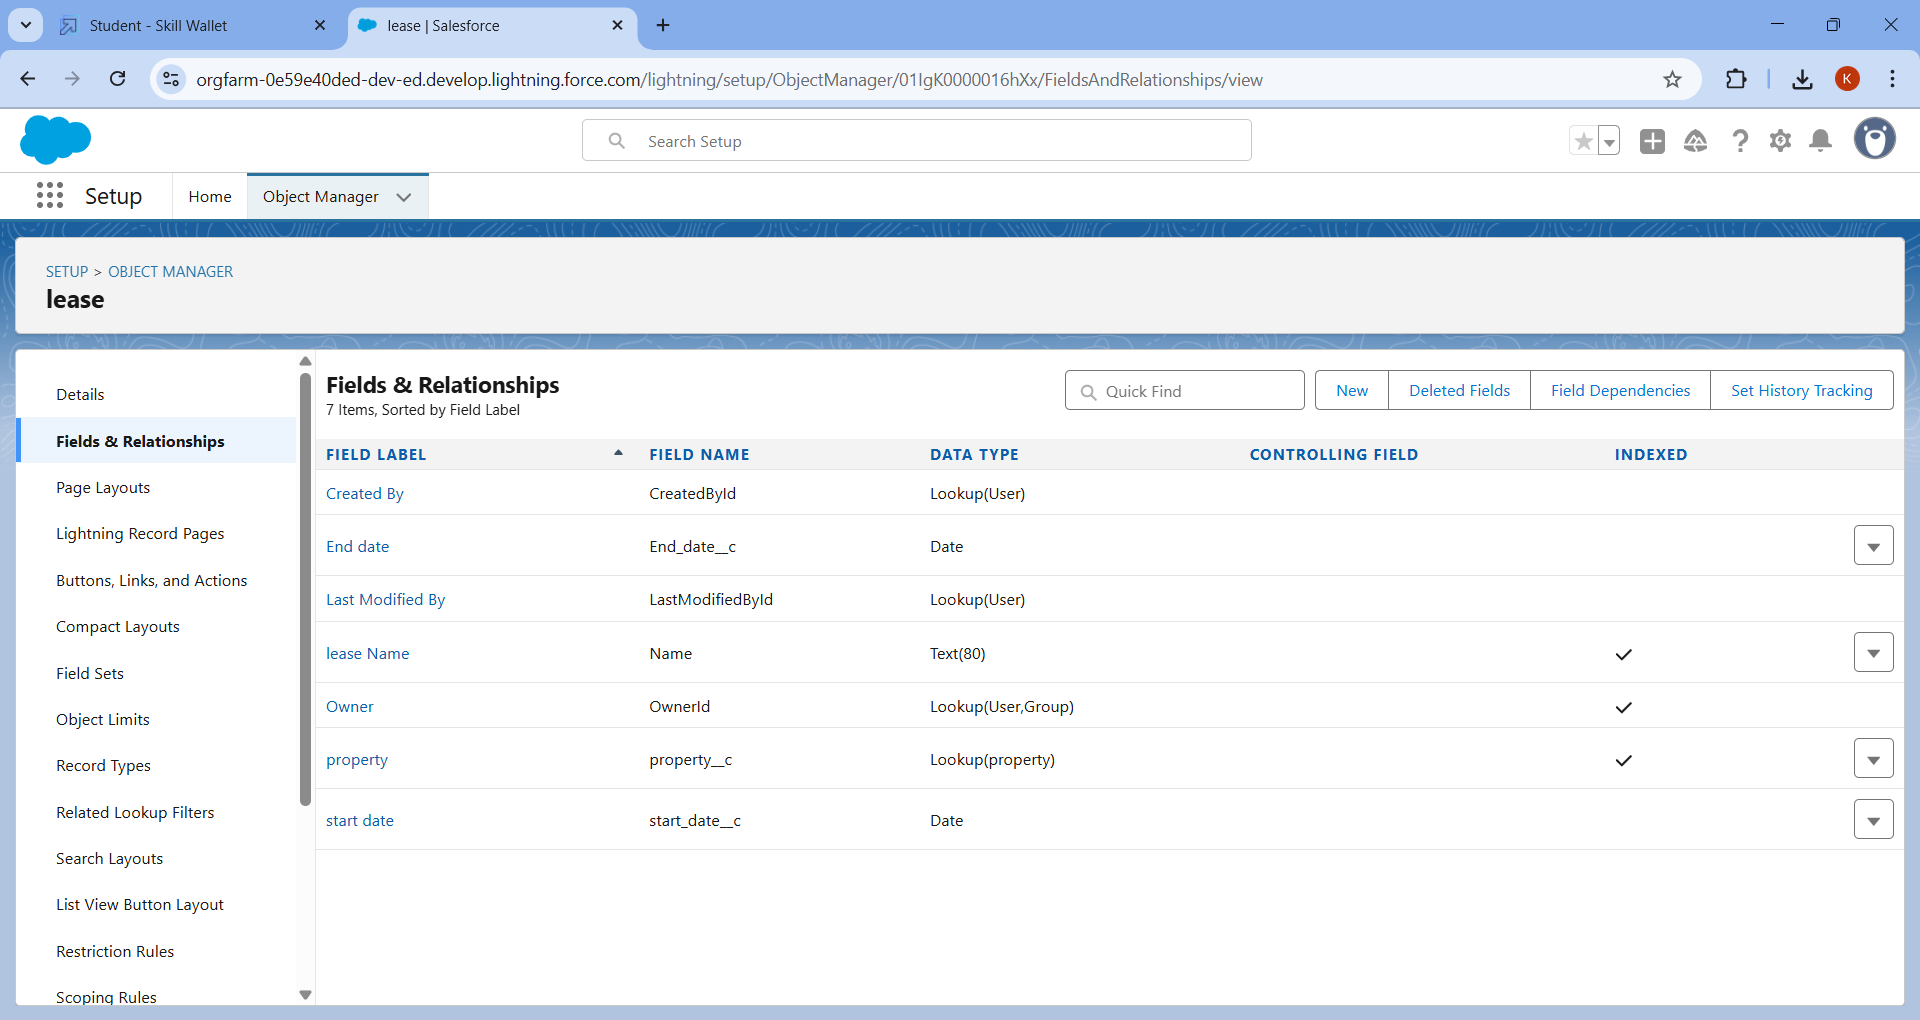 Student - Skill Wallet
lease | Salesforce
orgfarm-0e59e40ded-dev-ed.develop.lightning.force.com/lightning/setup/ObjectManager/01IgK0000016hXx/FieldsAndRelationships/view
K
Search Setup
Setup
Home
Object Manager
SETUP > OBJECT MANAGER
lease
Details
Fields & Relationships
Page Layouts
Lightning Record Pages
Buttons, Links, and Actions
Compact Layouts
Field Sets
Object Limits
Record Types
Related Lookup Filters
Search Layouts
List View Button Layout
Restriction Rules
Scoping Rules
Fields & Relationships
7 Items, Sorted by Field Label
Quick Find
New
Deleted Fields
Field Dependencies
Set History Tracking
FIELD LABEL FIELD NAME DATA TYPE CONTROLLING FIELD INDEXED
Created By CreatedById Lookup(User)
End date End_date__c Date
Last Modified By LastModifiedById Lookup(User)
lease Name Name Text(80)
Owner OwnerId Lookup(User,Group)
property property__c Lookup(property)
start date start_date__c Date